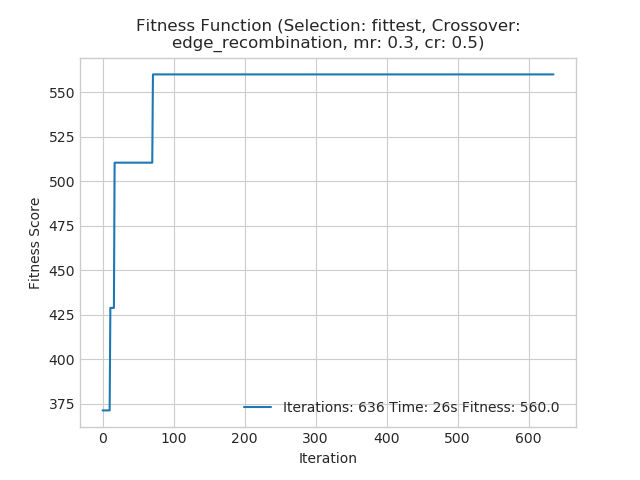 Fitness Function (Selection: fittest, Crossover:
edge_recombination, mr: 0.3, cr: 0.5)
Fitness Score
550
525
500
475
450
425
400
375
Iterations: 636 Time: 26s Fitness: 560.0
0 100 200 300 400 500 600
Iteration